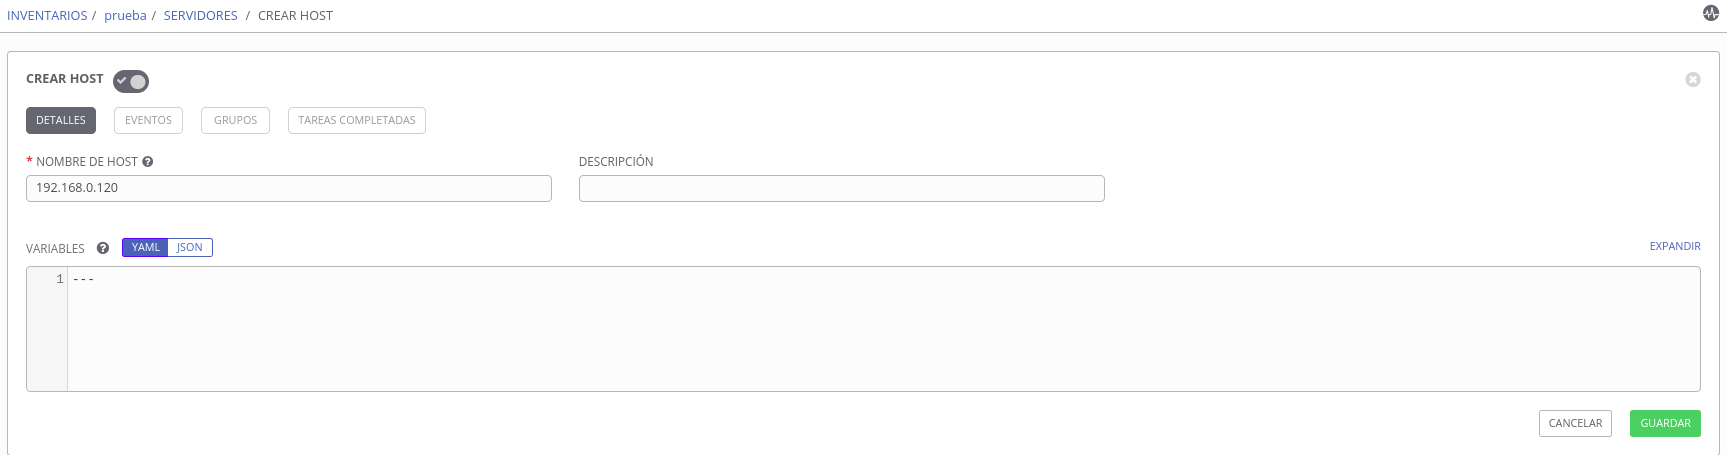 INVENTARIOS / prueba / SERVIDORES / CREAR HOST
CREAR HOST
DETALLES EVENTOS GRUPOS TAREAS COMPLETADAS
* NOMBRE DE HOST ? DESCRIPCIÓN
192.168.0.120
VARIABLES ? YAML JSON EXPANDIR
1 ---
CANCELAR GUARDAR